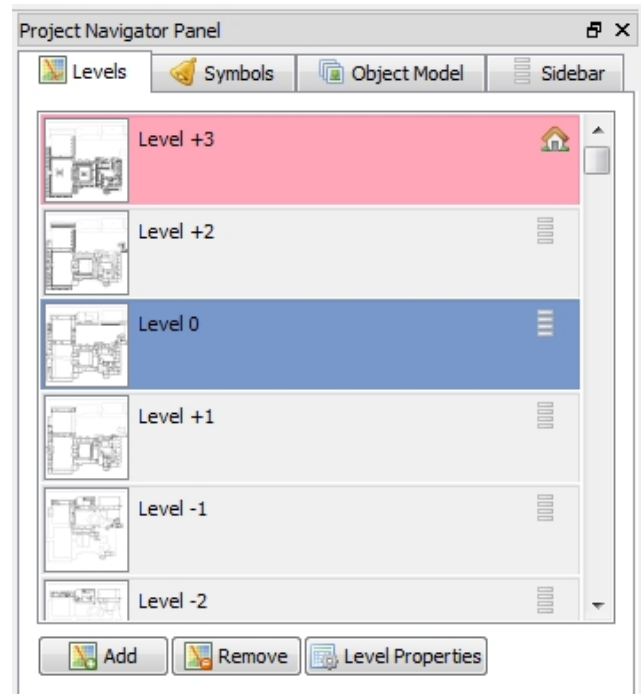 Project Navigator Panel
Levels Symbols Object Model Sidebar
Level +3
Level +2
Level 0
Level +1
Level -1
Level -2
Add Remove Level Properties